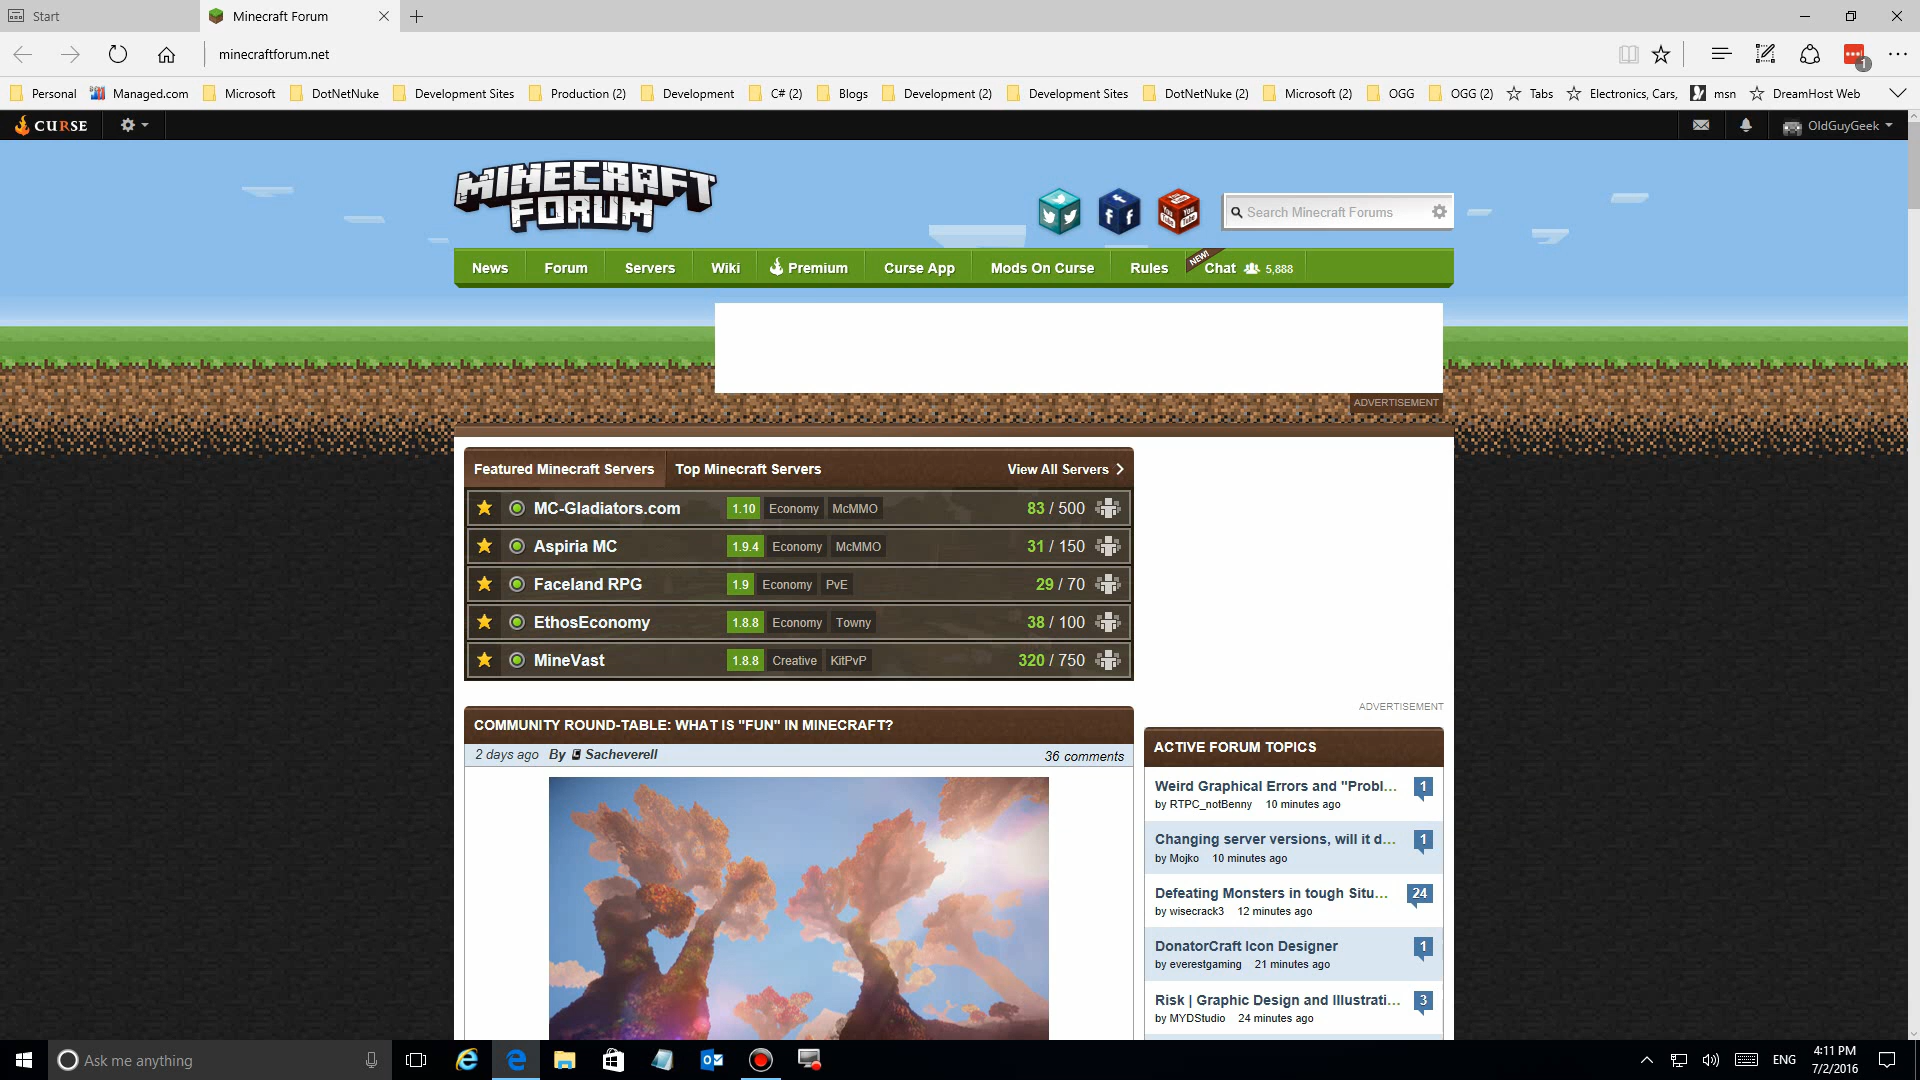 Start
Minecraft Forum
minecraftforum.net
1
Personal
Managed.com
Microsoft
DotNetNuke
Development Sites
Production (2)
Development
C# (2)
Blogs
Development (2)
Development Sites
DotNetNuke (2)
Microsoft (2)
OGG
OGG (2)
Tabs
Electronics, Cars,
msn
DreamHost Web
CURSE
OldGuyGeek
MINECRAFT
FORUM
You
Tube
Search Minecraft Forums
News
Forum
Servers
Wiki
Premium
Curse App
Mods On Curse
Rules
NEW!
Chat 5,888
ADVERTISEMENT
Featured Minecraft Servers
Top Minecraft Servers
View All Servers
MC-Gladiators.com 1.10 Economy McMMO 83 / 500
Aspiria MC 1.9.4 Economy McMMO 31 / 150
Faceland RPG 1.9 Economy PvE 29 / 70
EthosEconomy 1.8.8 Economy Towny 38 / 100
MineVast 1.8.8 Creative KitPvP 320 / 750
COMMUNITY ROUND-TABLE: WHAT IS "FUN" IN MINECRAFT?
2 days ago By Sacheverell 36 comments
ADVERTISEMENT
ACTIVE FORUM TOPICS
Weird Graphical Errors and "Probl... 1
by RTPC_notBenny 10 minutes ago
Changing server versions, will it d... 1
by Mojko 10 minutes ago
Defeating Monsters in tough Situ... 24
by wisecrack3 12 minutes ago
DonatorCraft Icon Designer 1
by everestgaming 21 minutes ago
Risk | Graphic Design and Illustrati... 3
by MYDStudio 24 minutes ago
Ask me anything
ENG
4:11 PM
7/2/2016